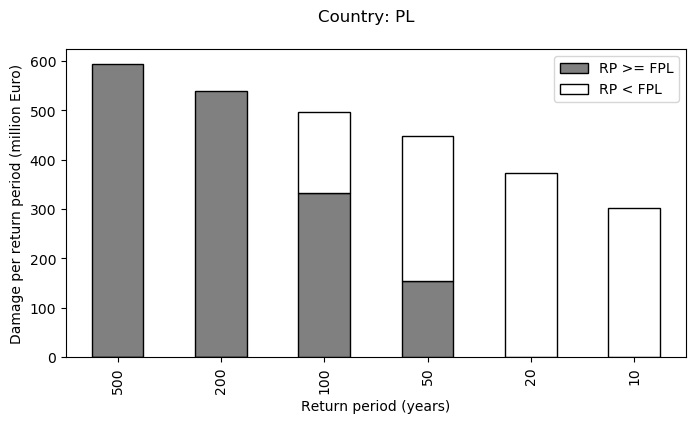 Country: PL
Damage per return period (million Euro)
600
500
400
300
200
100
0
RP >= FPL
RP < FPL
500
200
100
50
20
10
Return period (years)